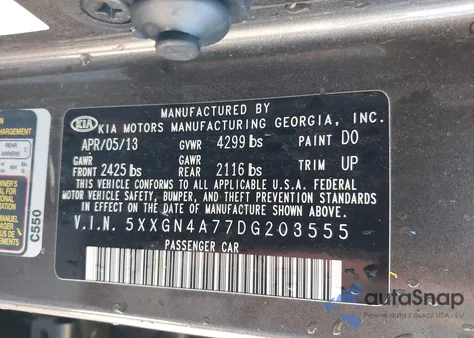 MANUFACTURED BY
KIA KIA MOTORS MANUFACTURING GEORGIA, INC.
APR/05/13 GVWR 4299 lbs PAINT D0
GAWR GAWR
FRONT 2425 lbs REAR 2116 lbs TRIM UP
THIS VEHICLE CONFORMS TO ALL APPLICABLE U.S.A. FEDERAL
MOTOR VEHICLE SAFETY, BUMPER, AND THEFT PREVENTION STANDARDS
IN EFFECT ON THE DATE OF MANUFACTURE SHOWN ABOVE.
V.I.N. 5XXGN4A77DG203555
PASSENGER CAR
C550
autoSnap